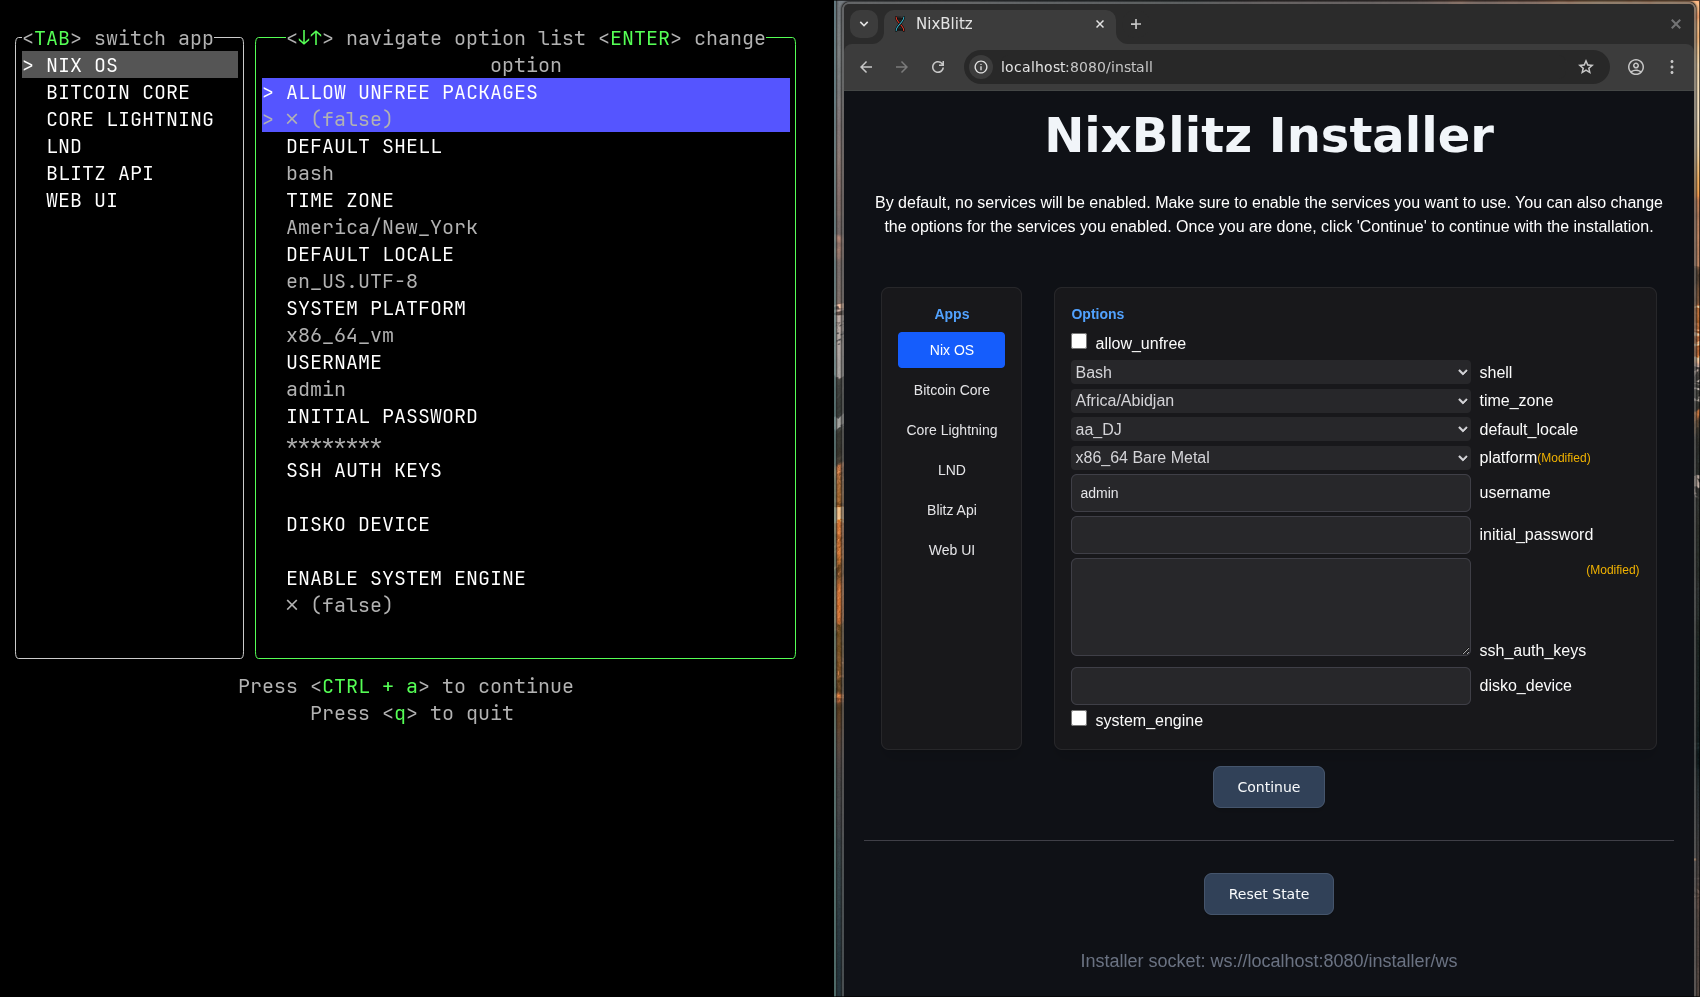 <TAB> switch app
> NIX OS
BITCOIN CORE
CORE LIGHTNING
LND
BLITZ API
WEB UI
<↓↑> navigate option list <ENTER> change
option
> ALLOW UNFREE PACKAGES
> × (false)
DEFAULT SHELL
bash
TIME ZONE
America/New_York
DEFAULT LOCALE
en_US.UTF-8
SYSTEM PLATFORM
x86_64_vm
USERNAME
admin
INITIAL PASSWORD
********
SSH AUTH KEYS
DISKO DEVICE
ENABLE SYSTEM ENGINE
× (false)
Press <CTRL + a> to continue
Press <q> to quit
NixBlitz
localhost:8080/install
NixBlitz Installer
By default, no services will be enabled. Make sure to enable the services you want to use. You can also change
the options for the services you enabled. Once you are done, click 'Continue' to continue with the installation.
Apps
Nix OS
Bitcoin Core
Core Lightning
LND
Blitz Api
Web UI
Options
allow_unfree
Bash shell
Africa/Abidjan time_zone
aa_DJ default_locale
x86_64 Bare Metal platform(Modified)
admin username
initial_password
(Modified)
ssh_auth_keys
disko_device
system_engine
Continue
Reset State
Installer socket: ws://localhost:8080/installer/ws